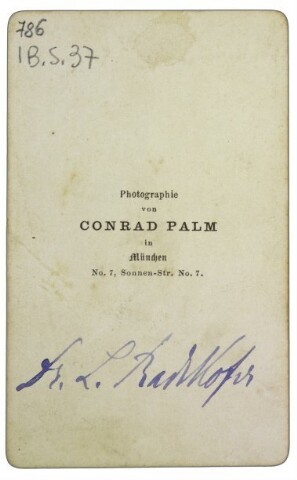 786
IB.S.37
Photographie
von
CONRAD PALM
in
München
No. 7, Sonnen-Str. No. 7.
Dr. L. Radlkofer